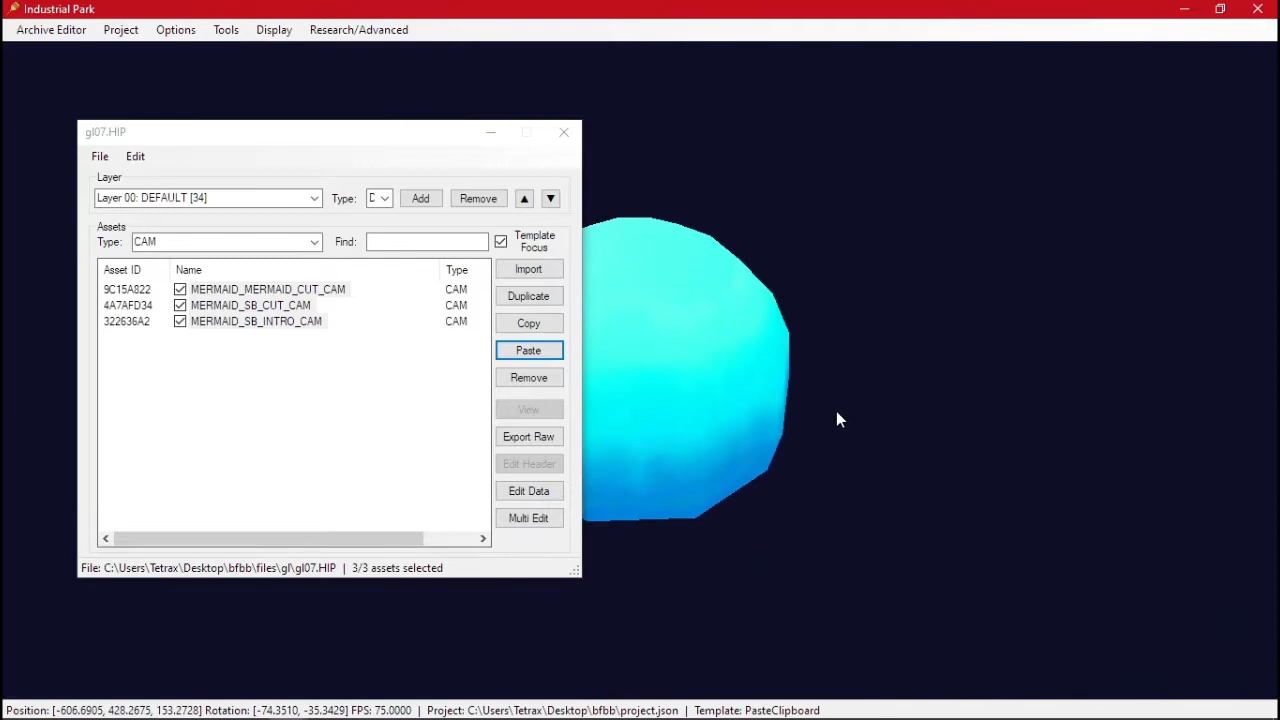 Industrial Park
Archive Editor Project Options Tools Display Research/Advanced
gl07.HIP
File Edit
Layer
Layer 00: DEFAULT [34] Type: D Add Remove ▲ ▼
Assets
Type: CAM Find: Template Focus
Asset ID Name Type
9C15A822 MERMAID_MERMAID_CUT_CAM CAM
4A7AFD34 MERMAID_SB_CUT_CAM CAM
322636A2 MERMAID_SB_INTRO_CAM CAM
Import
Duplicate
Copy
Paste
Remove
View
Export Raw
Edit Header
Edit Data
Multi Edit
File: C:\Users\Tetrax\Desktop\bfbb\files\gl\gl07.HIP | 3/3 assets selected
Position: [-606.6905, 428.2675, 153.2728] Rotation: [-74.3510, -35.3429] FPS: 75.0000 | Project: C:\Users\Tetrax\Desktop\bfbb\project.json | Template: PasteClipboard